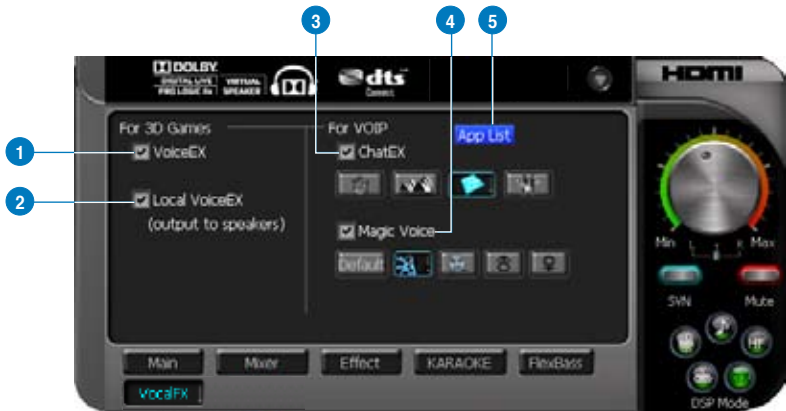 3 4 5
DOLBY
DIGITAL LIVE
PRO LOGIC IIx
VIRTUAL
SPEAKER
dts
Connect
HDMI
For 3D Games
For VOIP
App List
1
VoiceEX
ChatEX
2
Local VoiceEX
(output to speakers)
Magic Voice
Default
Min L R Max
SVN Mute
Main Mixer Effect KARAOKE FlexBass
VocalFX
HF
DSP Mode